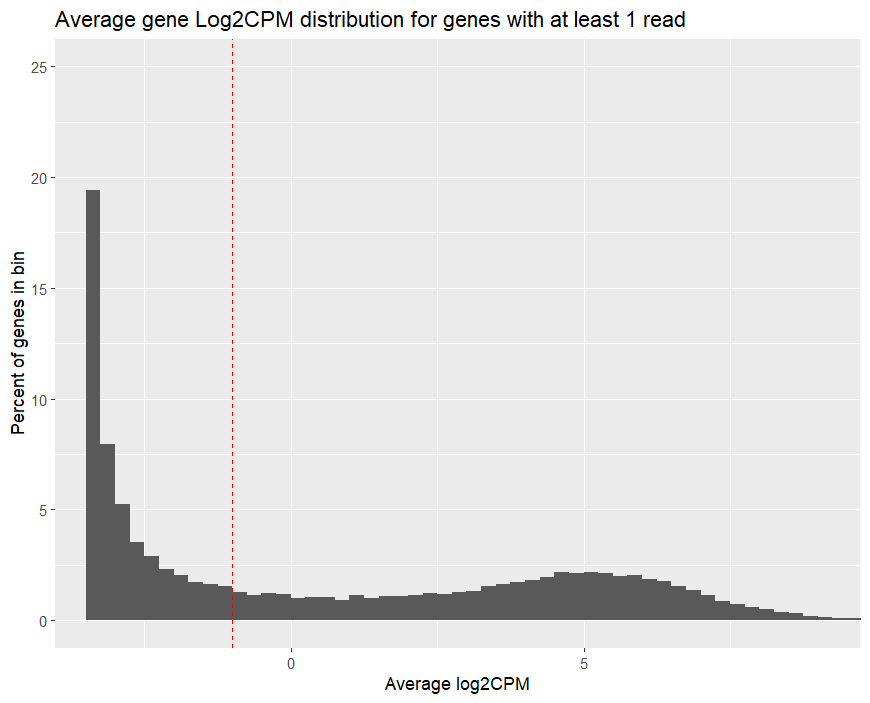 Average gene Log2CPM distribution for genes with at least 1 read
25
20
15
10
5
0
Percent of genes in bin
0 5
Average log2CPM